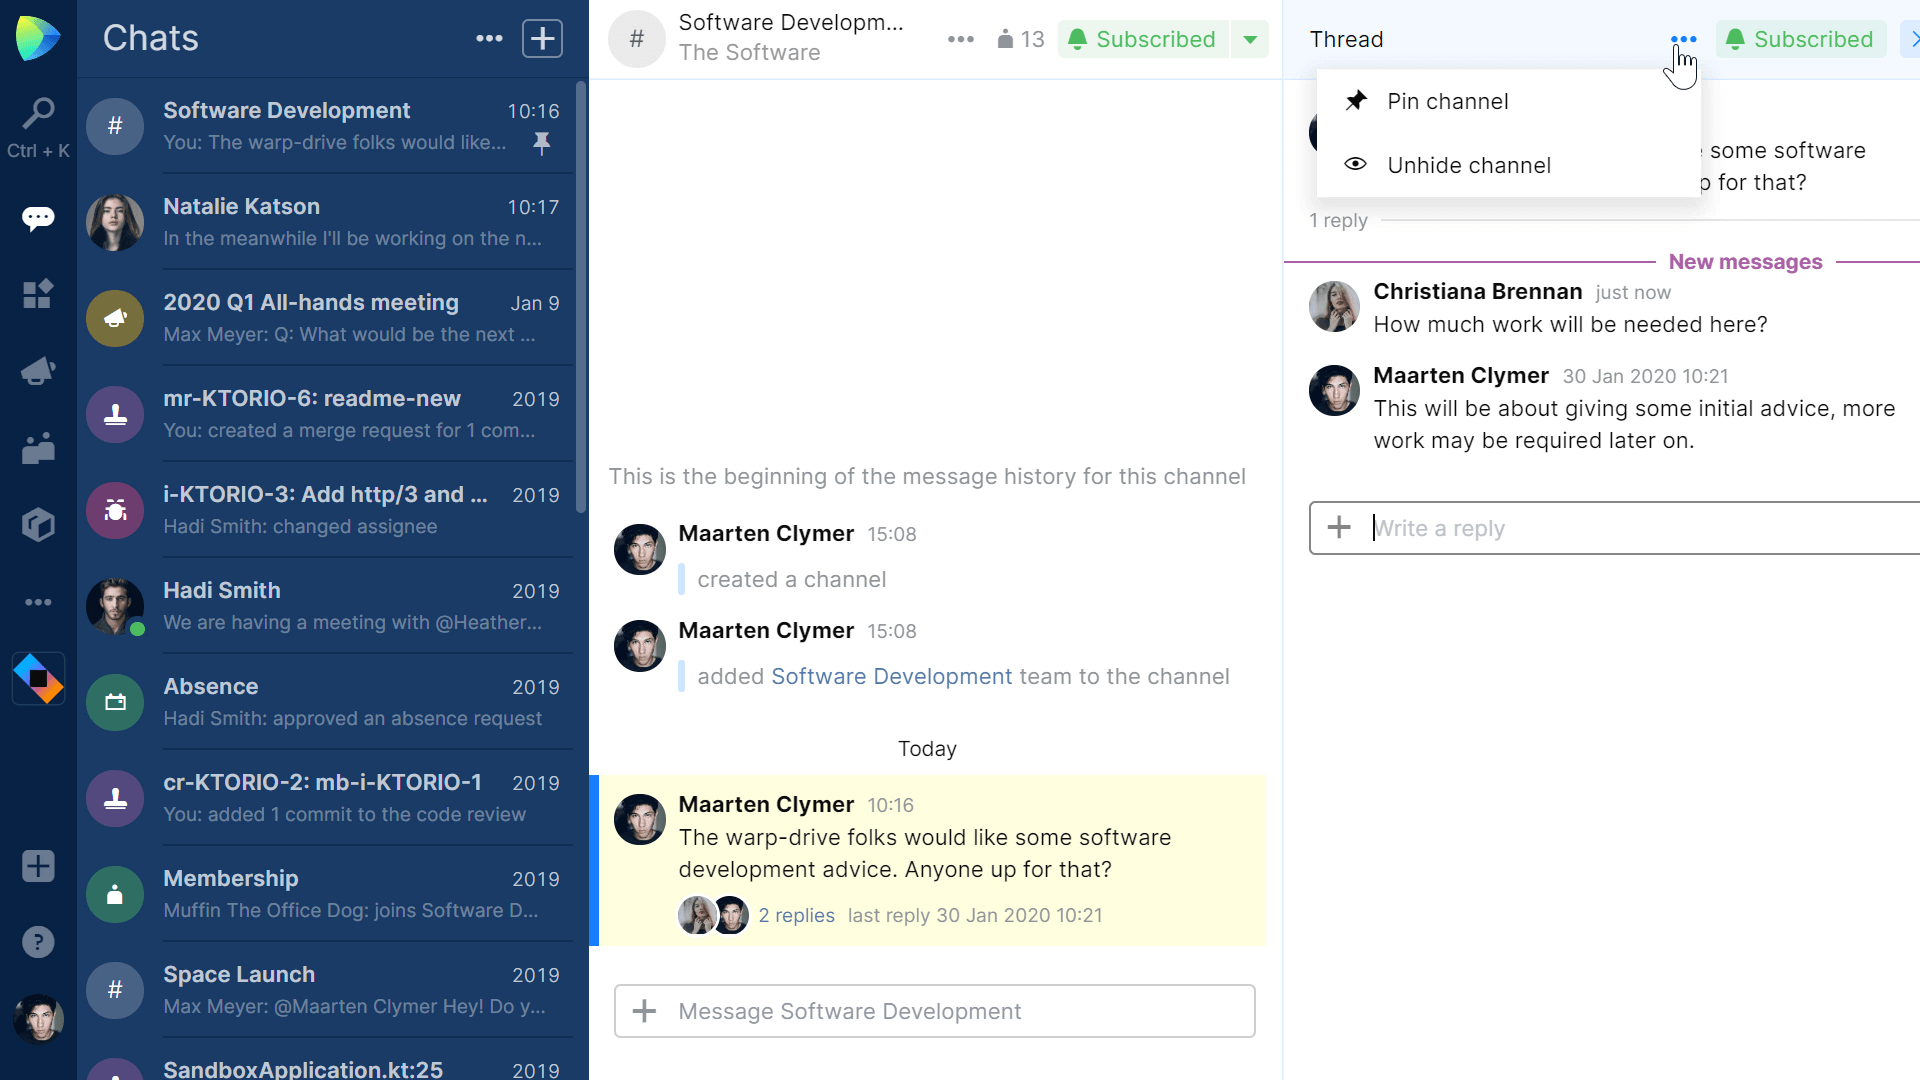 Chats
Ctrl + K
Software Development 10:16
You: The warp-drive folks would like...
Natalie Katson 10:17
In the meanwhile I'll be working on the n...
2020 Q1 All-hands meeting Jan 9
Max Meyer: Q: What would be the next ...
mr-KTORIO-6: readme-new 2019
You: created a merge request for 1 com...
i-KTORIO-3: Add http/3 and ... 2019
Hadi Smith: changed assignee
Hadi Smith 2019
We are having a meeting with @Heather...
Absence 2019
Hadi Smith: approved an absence request
cr-KTORIO-2: mb-i-KTORIO-1 2019
You: added 1 commit to the code review
Membership 2019
Muffin The Office Dog: joins Software D...
# Space Launch 2019
Max Meyer: @Maarten Clymer Hey! Do y...
SandboxApplication.kt:25 2019
# Software Developm... 13 Subscribed
The Software
This is the beginning of the message history for this channel
Maarten Clymer 15:08
created a channel
Maarten Clymer 15:08
added Software Development team to the channel
Today
Maarten Clymer 10:16
The warp-drive folks would like some software
development advice. Anyone up for that?
2 replies last reply 30 Jan 2020 10:21
Message Software Development
Thread Subscribed
Pin channel
Unhide channel
some software
for that?
1 reply
New messages
Christiana Brennan just now
How much work will be needed here?
Maarten Clymer 30 Jan 2020 10:21
This will be about giving some initial advice, more
work may be required later on.
Write a reply